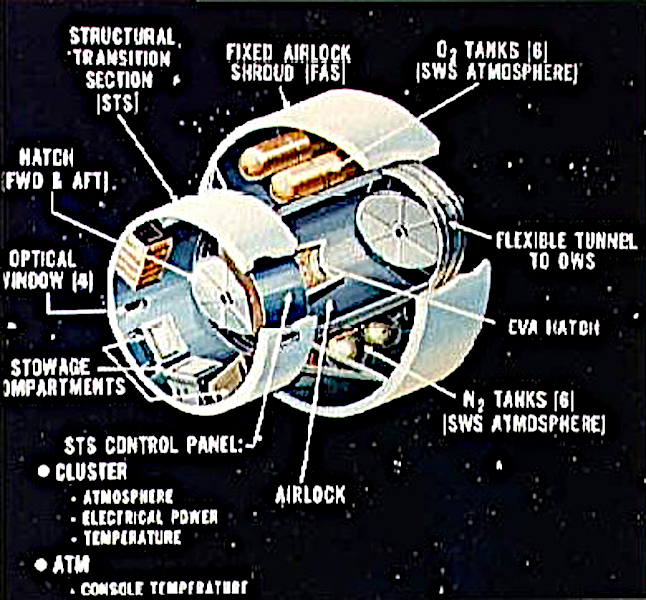 STRUCTURAL
TRANSITION
SECTION
[STS]
FIXED AIRLOCK
SHROUD [FAS]
O2 TANKS [6]
[SWS ATMOSPHERE]
HATCH
[FWD & AFT]
OPTICAL
WINDOW [4]
FLEXIBLE TUNNEL
TO OWS
EVA HATCH
STOWAGE
COMPARTMENTS
N2 TANKS [6]
[SWS ATMOSPHERE]
STS CONTROL PANEL:
● CLUSTER
- ATMOSPHERE
- ELECTRICAL POWER
- TEMPERATURE
AIRLOCK
● ATM
- CONSOLE TEMPERATURE